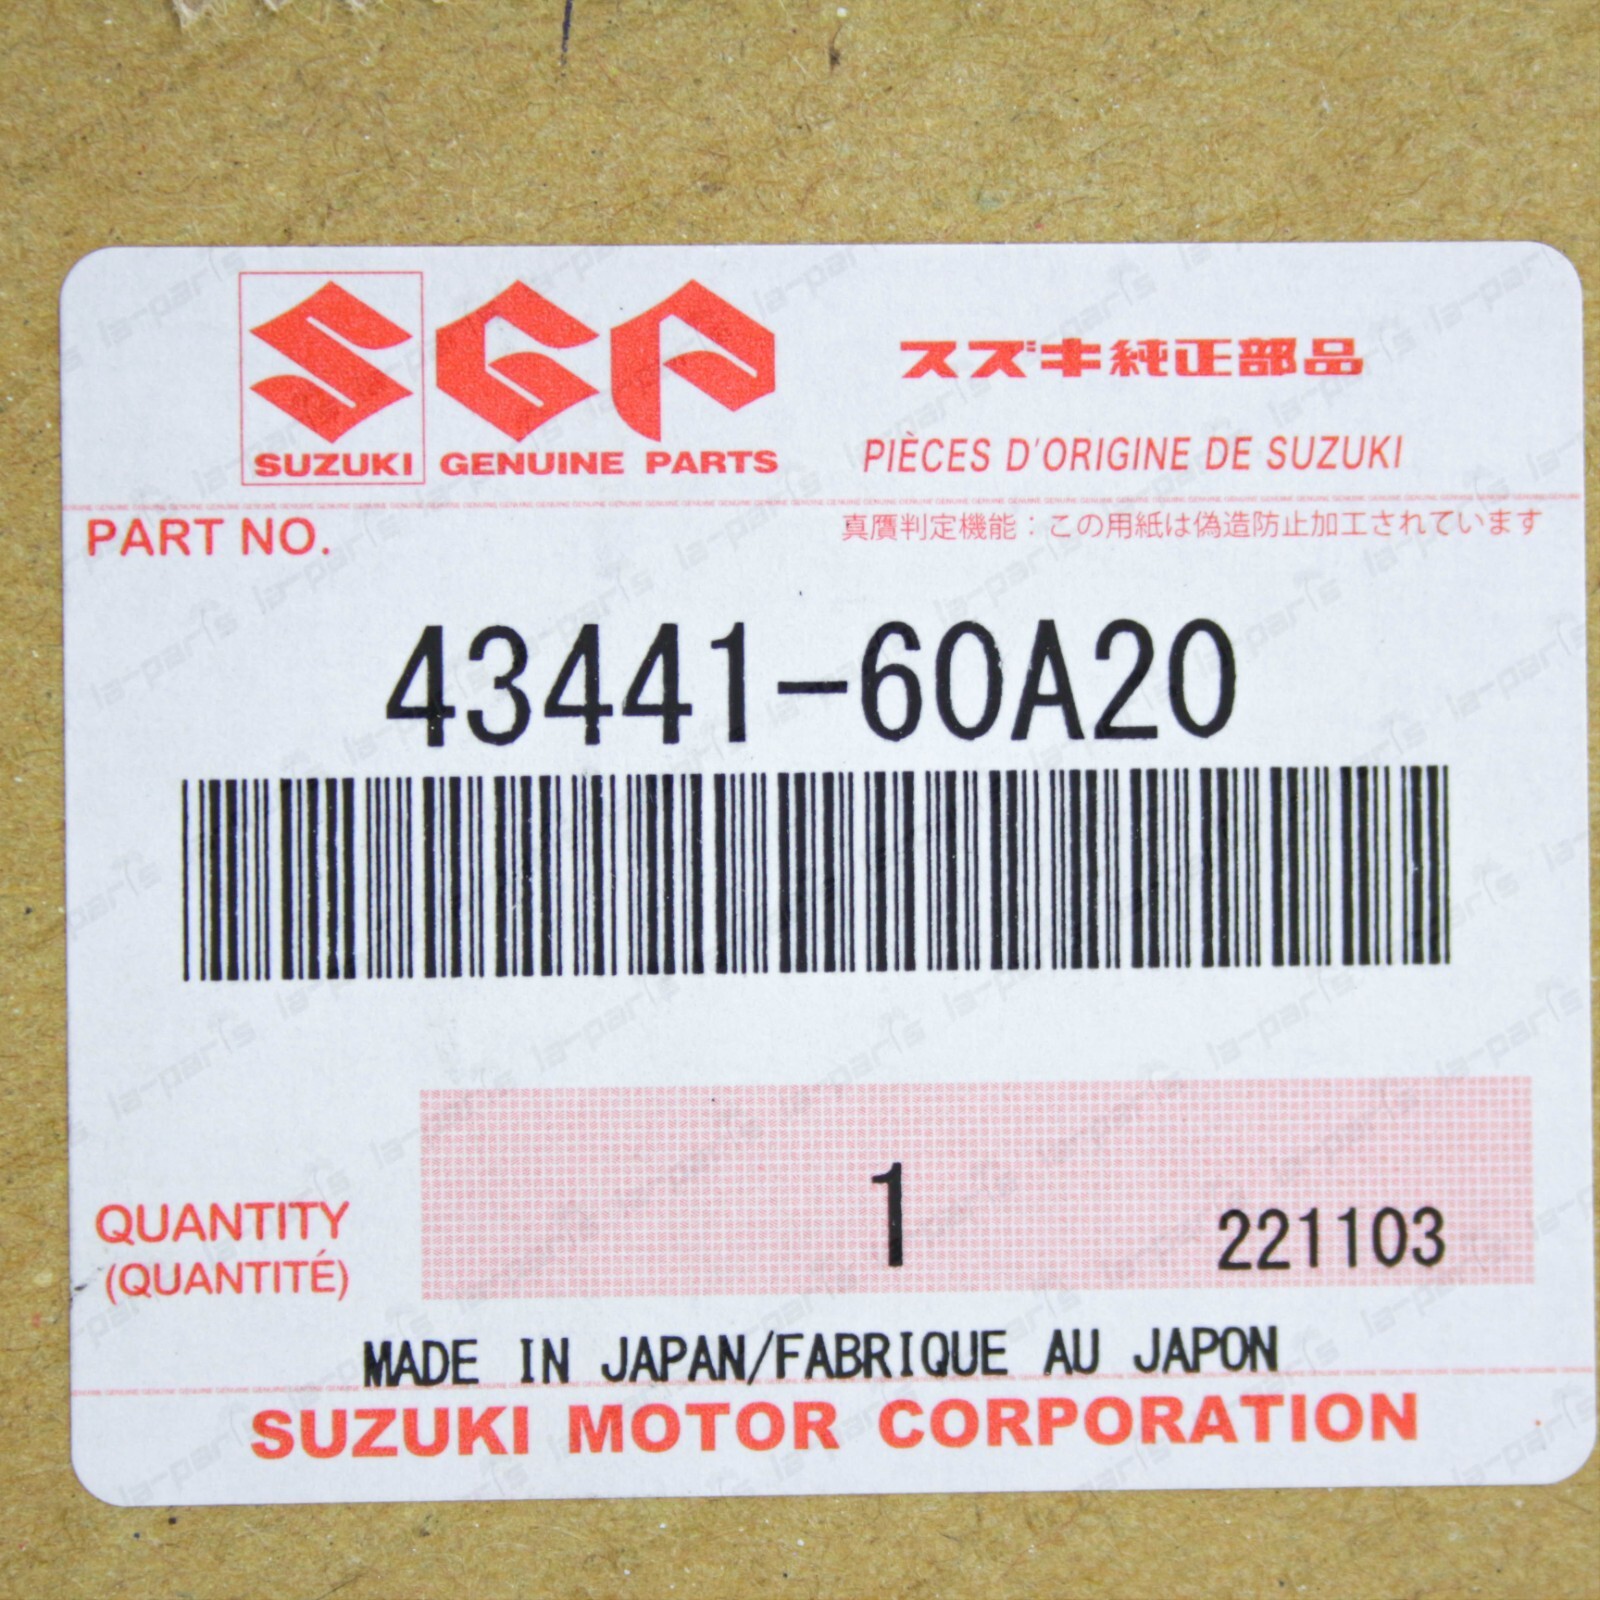 SGP
SUZUKI GENUINE PARTS
スズキ純正部品
PIÈCES D'ORIGINE DE SUZUKI
PART NO.
真贋判定機能：この用紙は偽造防止加工されています
43441-60A20
1
221103
QUANTITY
(QUANTITÉ)
MADE IN JAPAN/FABRIQUE AU JAPON
SUZUKI MOTOR CORPORATION
la-paris